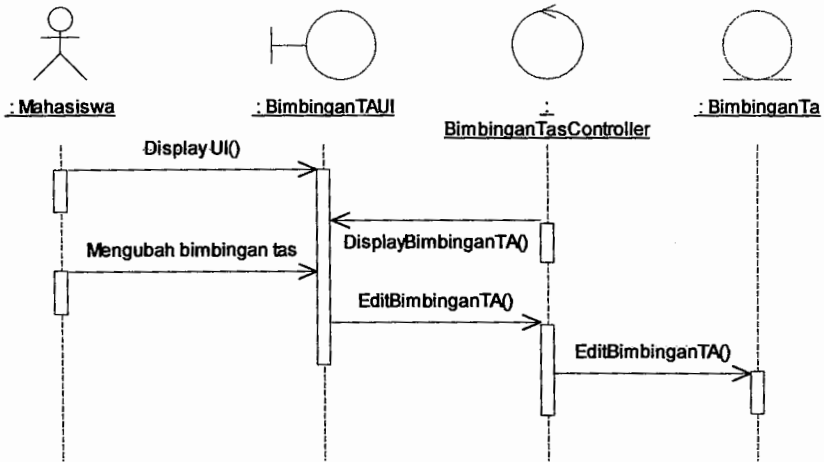 : Mahasiswa
: BimbinganTAUI
:
BimbinganTasController
: BimbinganTa
Display UI()
DisplayBimbinganTA()
Mengubah bimbingan tas
EditBimbinganTA()
EditBimbinganTA()